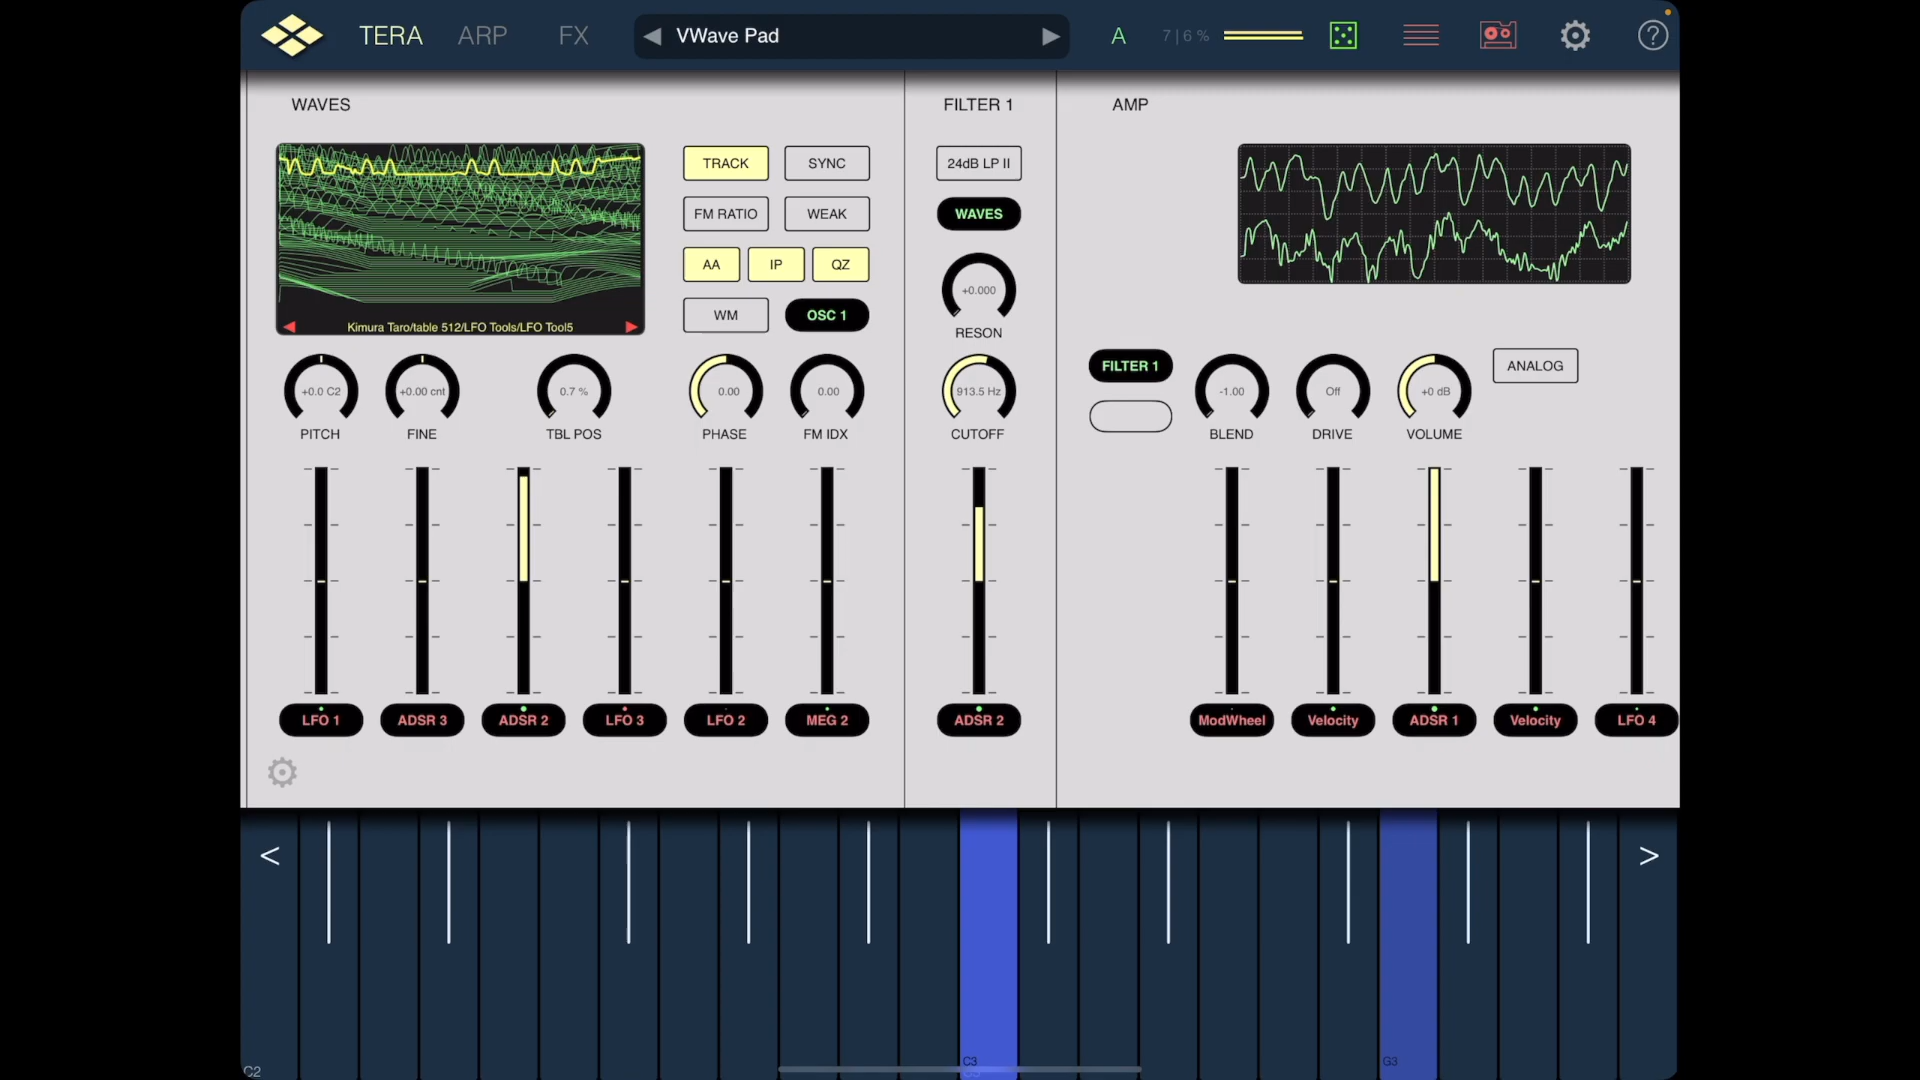 TERA ARP FX VWave Pad A 7 | 6 % ?
WAVES
TRACK SYNC
FM RATIO WEAK
AA IP QZ
WM OSC 1
Kimura Taro/table 512/LFO Tools/LFO Tool5
+0.0 C2 +0.00 cnt 0.7 % 0.00 0.00
PITCH FINE TBL POS PHASE FM IDX
LFO 1 ADSR 3 ADSR 2 LFO 3 LFO 2 MEG 2
FILTER 1
24dB LP II
WAVES
+0.000
RESON
913.5 Hz
CUTOFF
ADSR 2
AMP
FILTER 1 -1.00 Off +0 dB ANALOG
BLEND DRIVE VOLUME
ModWheel Velocity ADSR 1 Velocity LFO 4
< >
C2 C3 G3